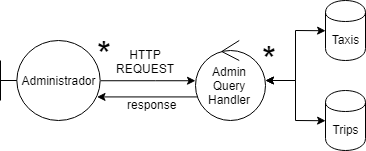 *
HTTP
REQUEST
*
Taxis
Administrador
Admin
Query
Handler
response
Trips